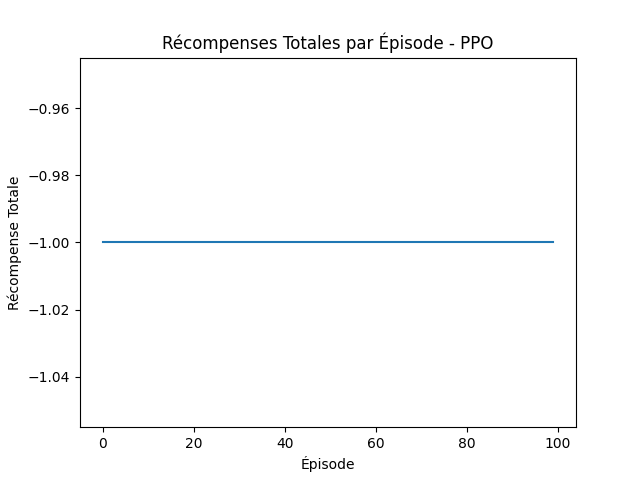 Récompenses Totales par Épisode - PPO
−0.96
−0.98
−1.00
−1.02
−1.04
Récompense Totale
0 20 40 60 80 100
Épisode